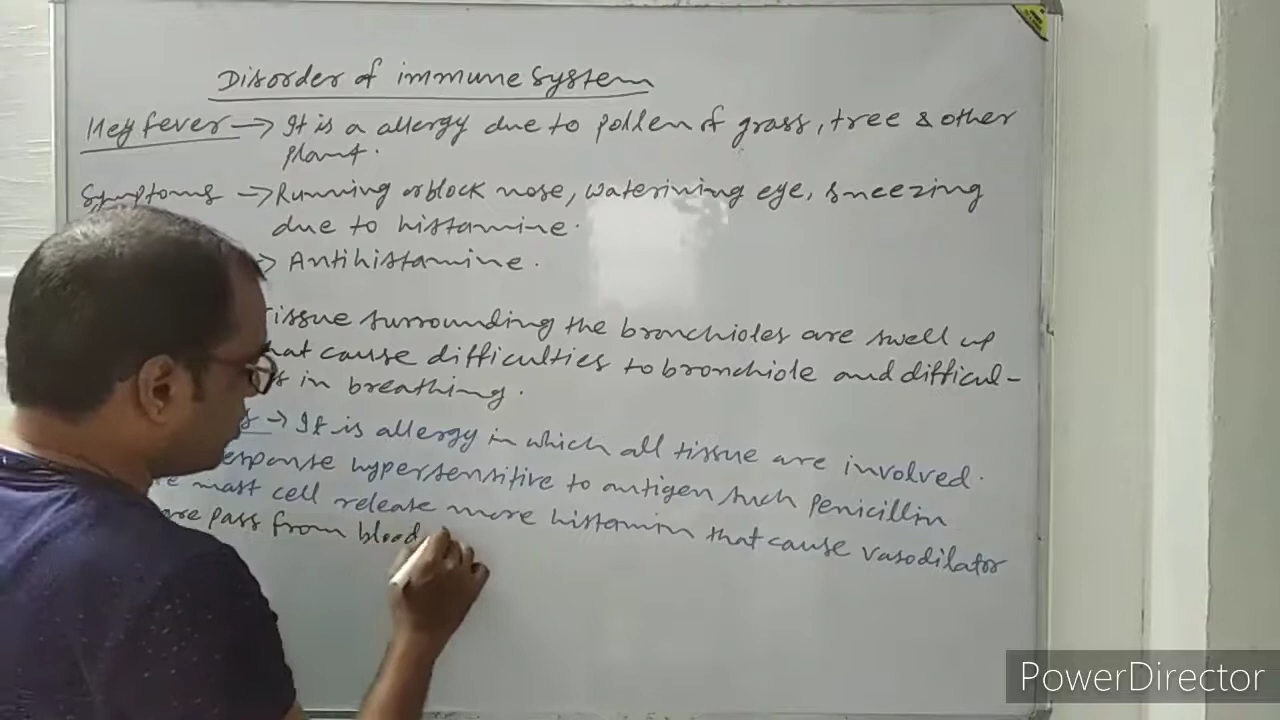 Disorder of immune System
Hey fever → It is a allergy due to pollen of grass, tree & other
plant.
Symptoms → Running or block nose, waterining eye, sneezing
due to histamine.
→ Antihistamine.
Tissue surrounding the bronchioles are swell up
cause difficulties to bronchiole and difficul-
in breathing.
→ It is allergy in which all tissue are involved.
hypersensitive to antigen such Penicillin
mast cell release more histamin that cause vasodilator
pass from blood
PowerDirector